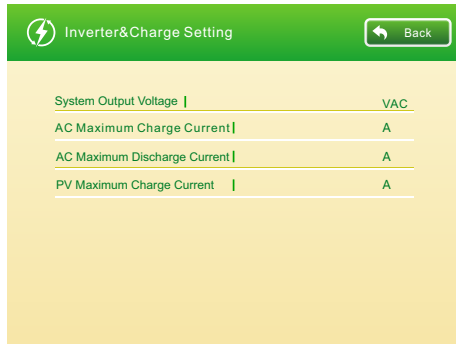 Inverter&Charge Setting
Back
System Output Voltage VAC
AC Maximum Charge Current A
AC Maximum Discharge Current A
PV Maximum Charge Current A